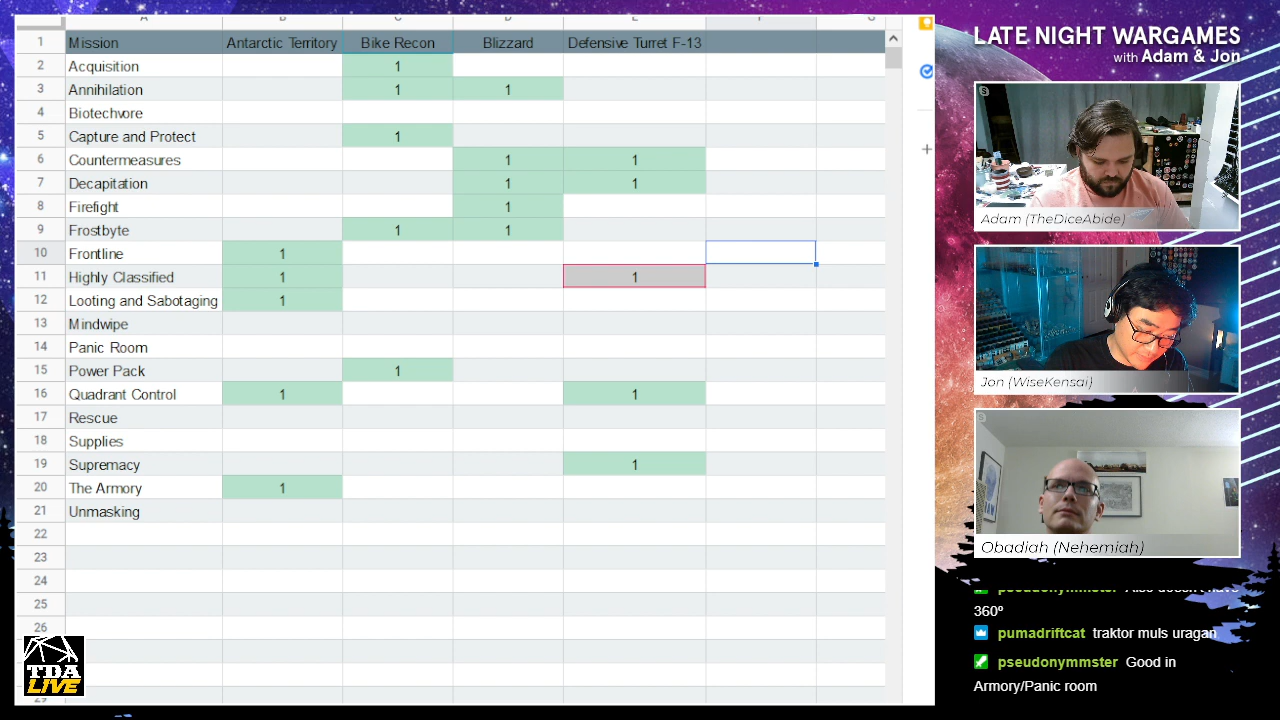 1 Mission Antarctic Territory Bike Recon Blizzard Defensive Turret F-13
2 Acquisition 1
3 Annihilation 1 1
4 Biotechvore
5 Capture and Protect 1
6 Countermeasures 1 1
7 Decapitation 1 1
8 Firefight 1
9 Frostbyte 1 1
10 Frontline 1
11 Highly Classified 1 1
12 Looting and Sabotaging 1
13 Mindwipe
14 Panic Room
15 Power Pack 1
16 Quadrant Control 1 1
17 Rescue
18 Supplies
19 Supremacy 1
20 The Armory 1
21 Unmasking
22
23
24
25
26
TDA
LIVE
LATE NIGHT WARGAMES
with Adam & Jon
Adam (TheDiceAbide)
Jon (WiseKensai)
Obadiah (Nehemiah)
360º
pumadriftcat traktor muls uragan
pseudonymmster Good in
Armory/Panic room